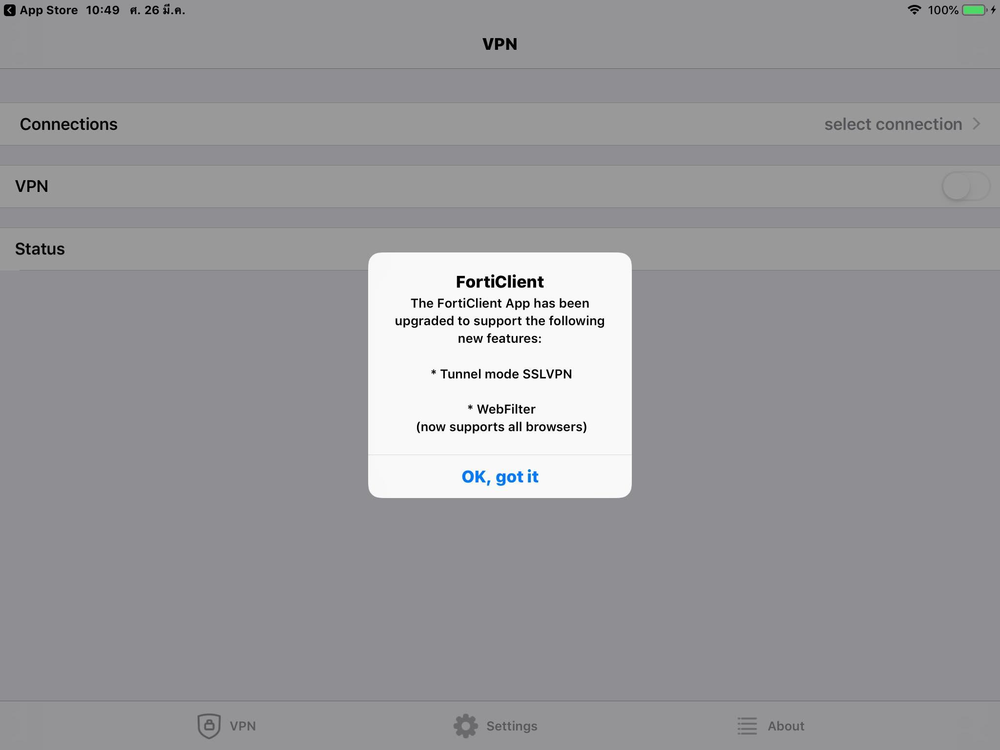 App Store 10:49 ศ. 26 มี.ค. 100%
VPN
Connections select connection
VPN
Status
FortiClient
The FortiClient App has been
upgraded to support the following
new features:
* Tunnel mode SSLVPN
* WebFilter
(now supports all browsers)
OK, got it
VPN Settings About